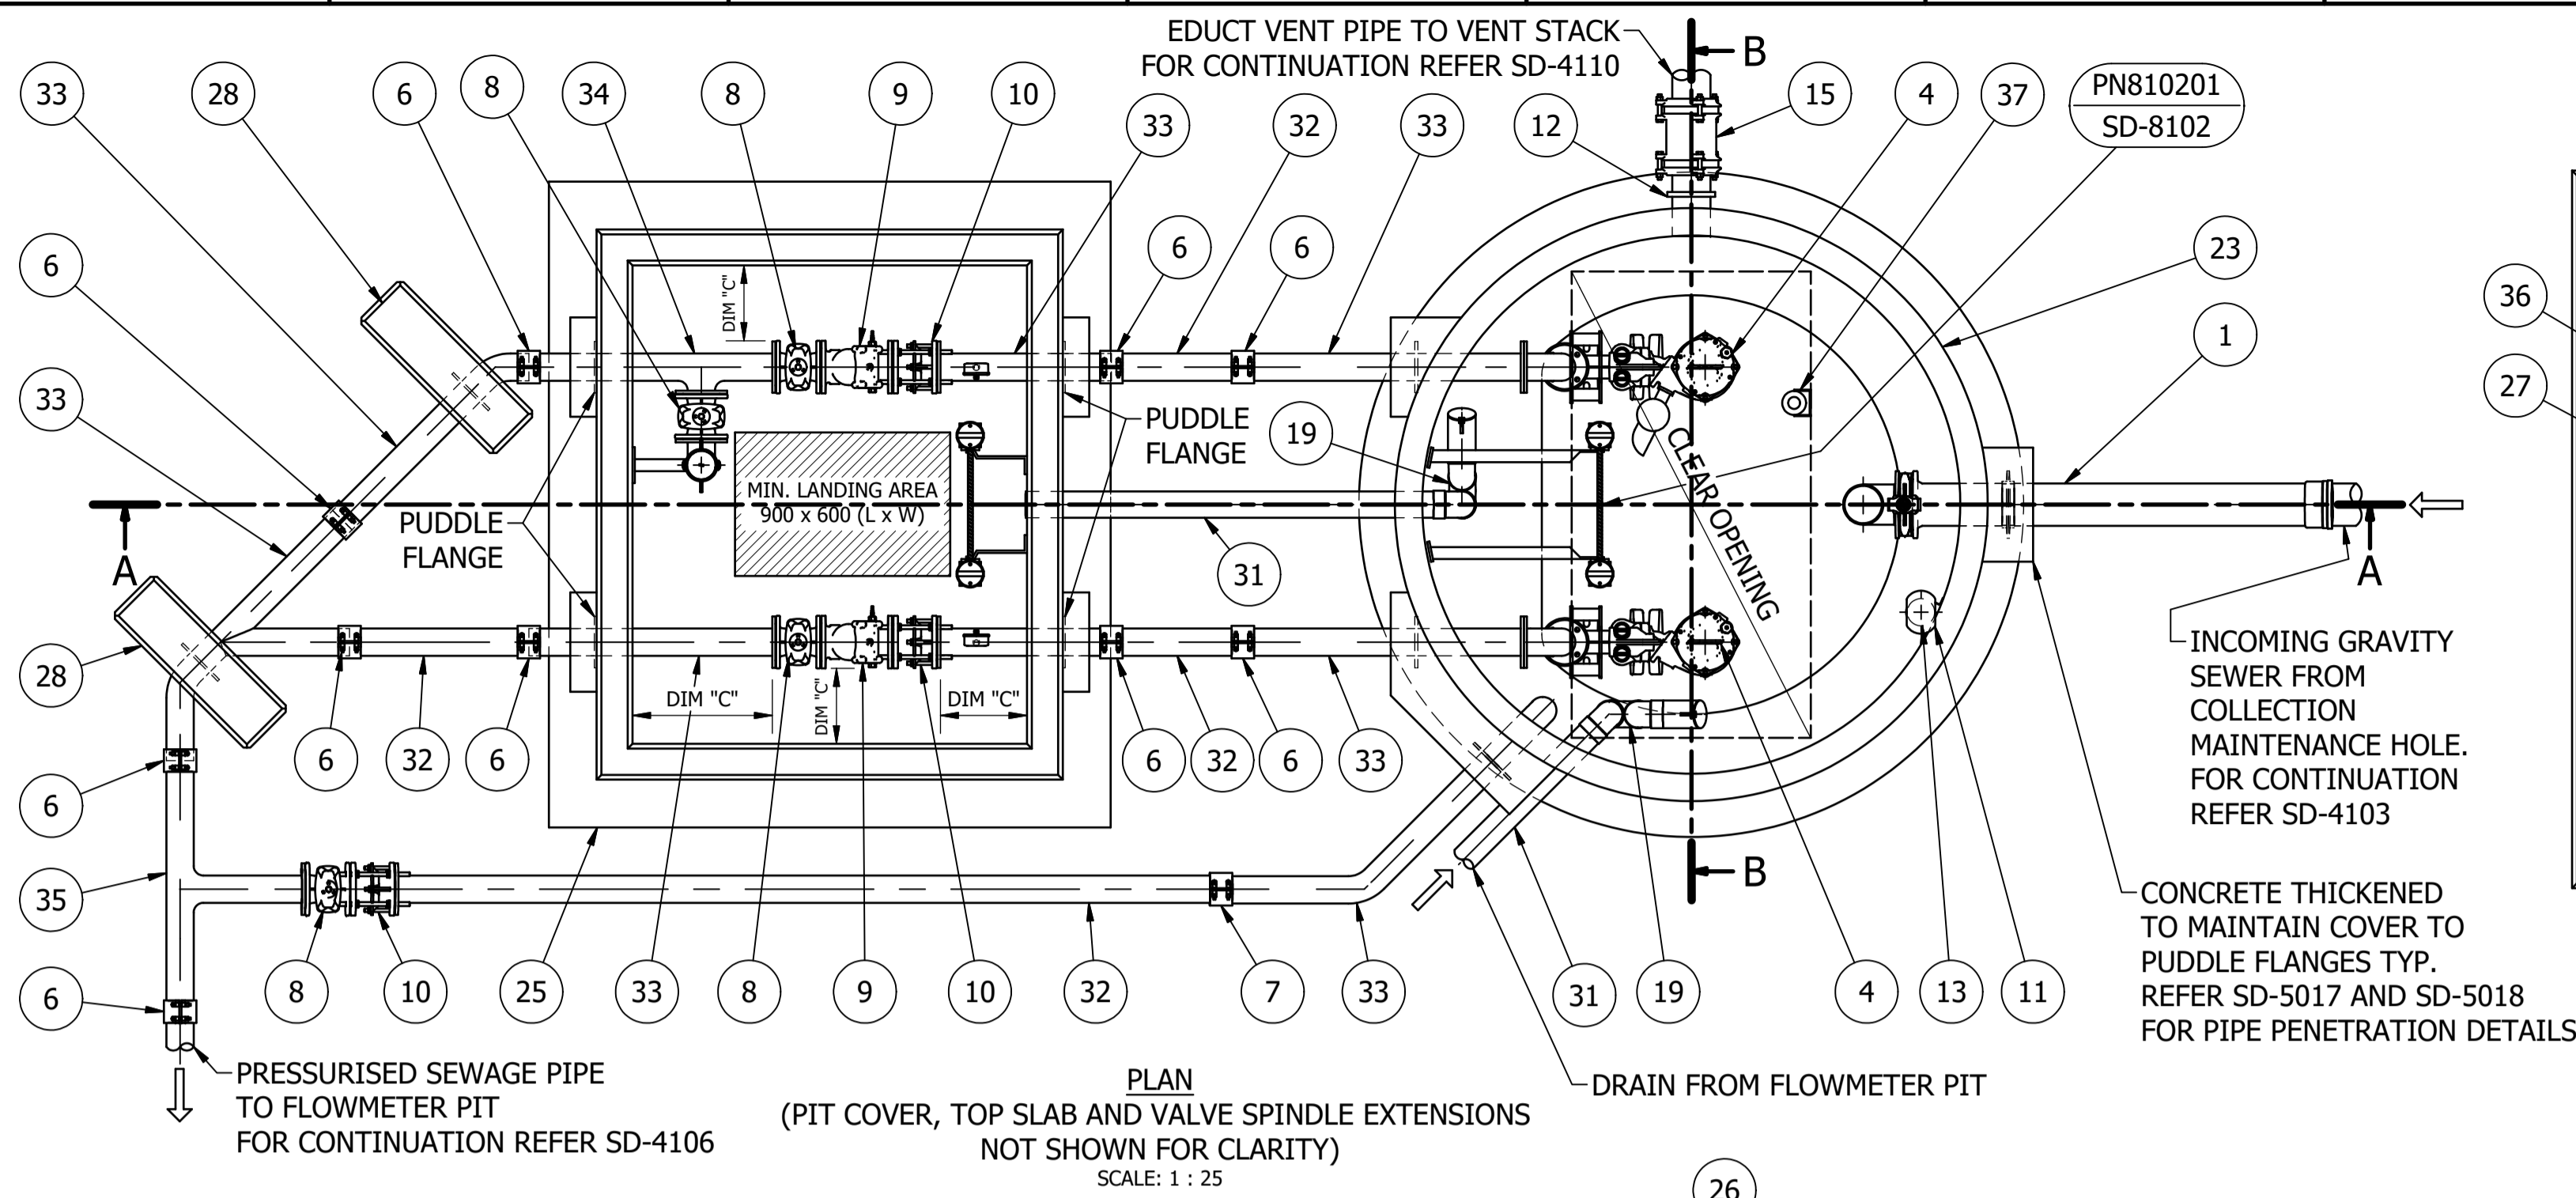 EDUCT VENT PIPE TO VENT STACK
FOR CONTINUATION REFER SD-4110
B
33
28
6
8
34
8
9
10
33
32
33
12
15
4
37
PN810201
SD-8102
6
6
6
23
1
36
27
33
DIM "C"
PUDDLE
FLANGE
19
CLEAR OPENING
MIN. LANDING AREA
900 x 600 (L x W)
PUDDLE
FLANGE
A
31
A
INCOMING GRAVITY
SEWER FROM
COLLECTION
MAINTENANCE HOLE.
FOR CONTINUATION
REFER SD-4103
28
DIM "C"
DIM "C"
DIM "C"
6
32
6
6
32
6
33
6
35
B
CONCRETE THICKENED
TO MAINTAIN COVER TO
PUDDLE FLANGES TYP.
REFER SD-5017 AND SD-5018
FOR PIPE PENETRATION DETAILS
6
8
10
25
33
8
9
10
32
7
33
31
19
4
13
11
PRESSURISED SEWAGE PIPE
TO FLOWMETER PIT
FOR CONTINUATION REFER SD-4106
DRAIN FROM FLOWMETER PIT
PLAN
(PIT COVER, TOP SLAB AND VALVE SPINDLE EXTENSIONS
NOT SHOWN FOR CLARITY)
SCALE: 1 : 25
26